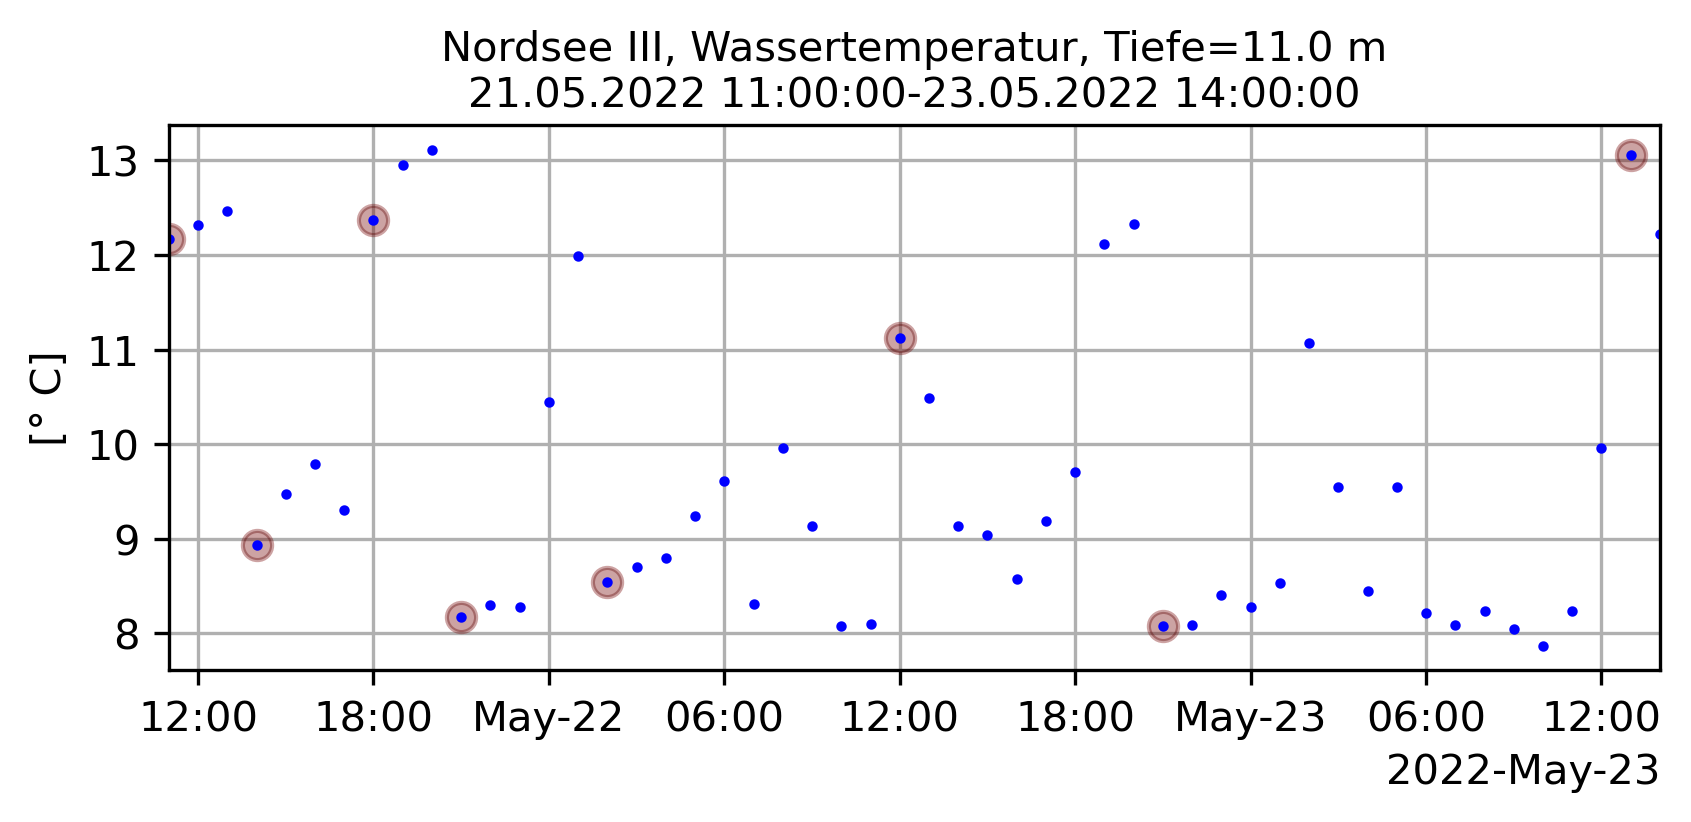 Nordsee III, Wassertemperatur, Tiefe=11.0 m
21.05.2022 11:00:00-23.05.2022 14:00:00
13
12
11
10
9
8
[° C]
12:00 18:00 May-22 06:00 12:00 18:00 May-23 06:00 12:00
2022-May-23